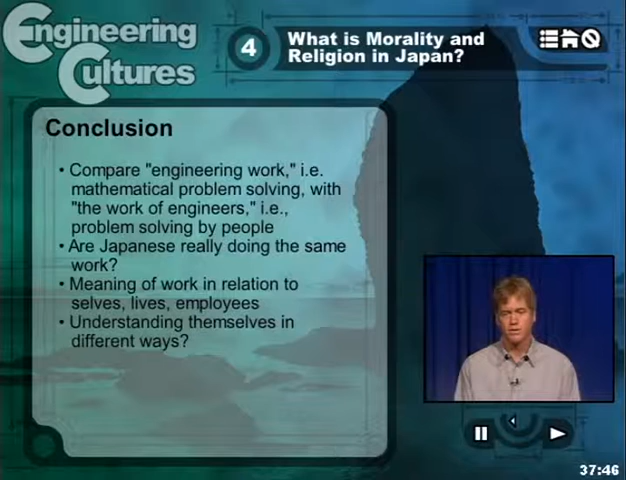 Engineering
Cultures
4
What is Morality and
Religion in Japan?
Conclusion
• Compare "engineering work," i.e.
mathematical problem solving, with
"the work of engineers," i.e.,
problem solving by people
• Are Japanese really doing the same
work?
• Meaning of work in relation to
selves, lives, employees
• Understanding themselves in
different ways?
37:46